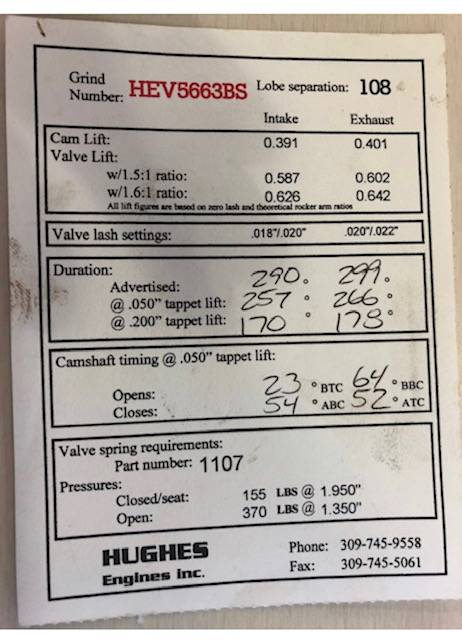 Grind Number: HEV5663BS Lobe separation: 108
Intake Exhaust
Cam Lift: 0.391 0.401
Valve Lift:
w/1.5:1 ratio: 0.587 0.602
w/1.6:1 ratio: 0.626 0.642
All lift figures are based on zero lash and theoretical rocker arm ratios
Valve lash settings: .018"/.020" .020"/.022"
Duration:
Advertised: 290° 299°
@ .050" tappet lift: 257° 266°
@ .200" tappet lift: 170° 178°
Camshaft timing @ .050" tappet lift:
Opens: 23° BTC 64° BBC
Closes: 54° ABC 52° ATC
Valve spring requirements:
Part number: 1107
Pressures:
Closed/seat: 155 LBS @ 1.950"
Open: 370 LBS @ 1.350"
HUGHES Phone: 309-745-9558
Engines inc. Fax: 309-745-5061